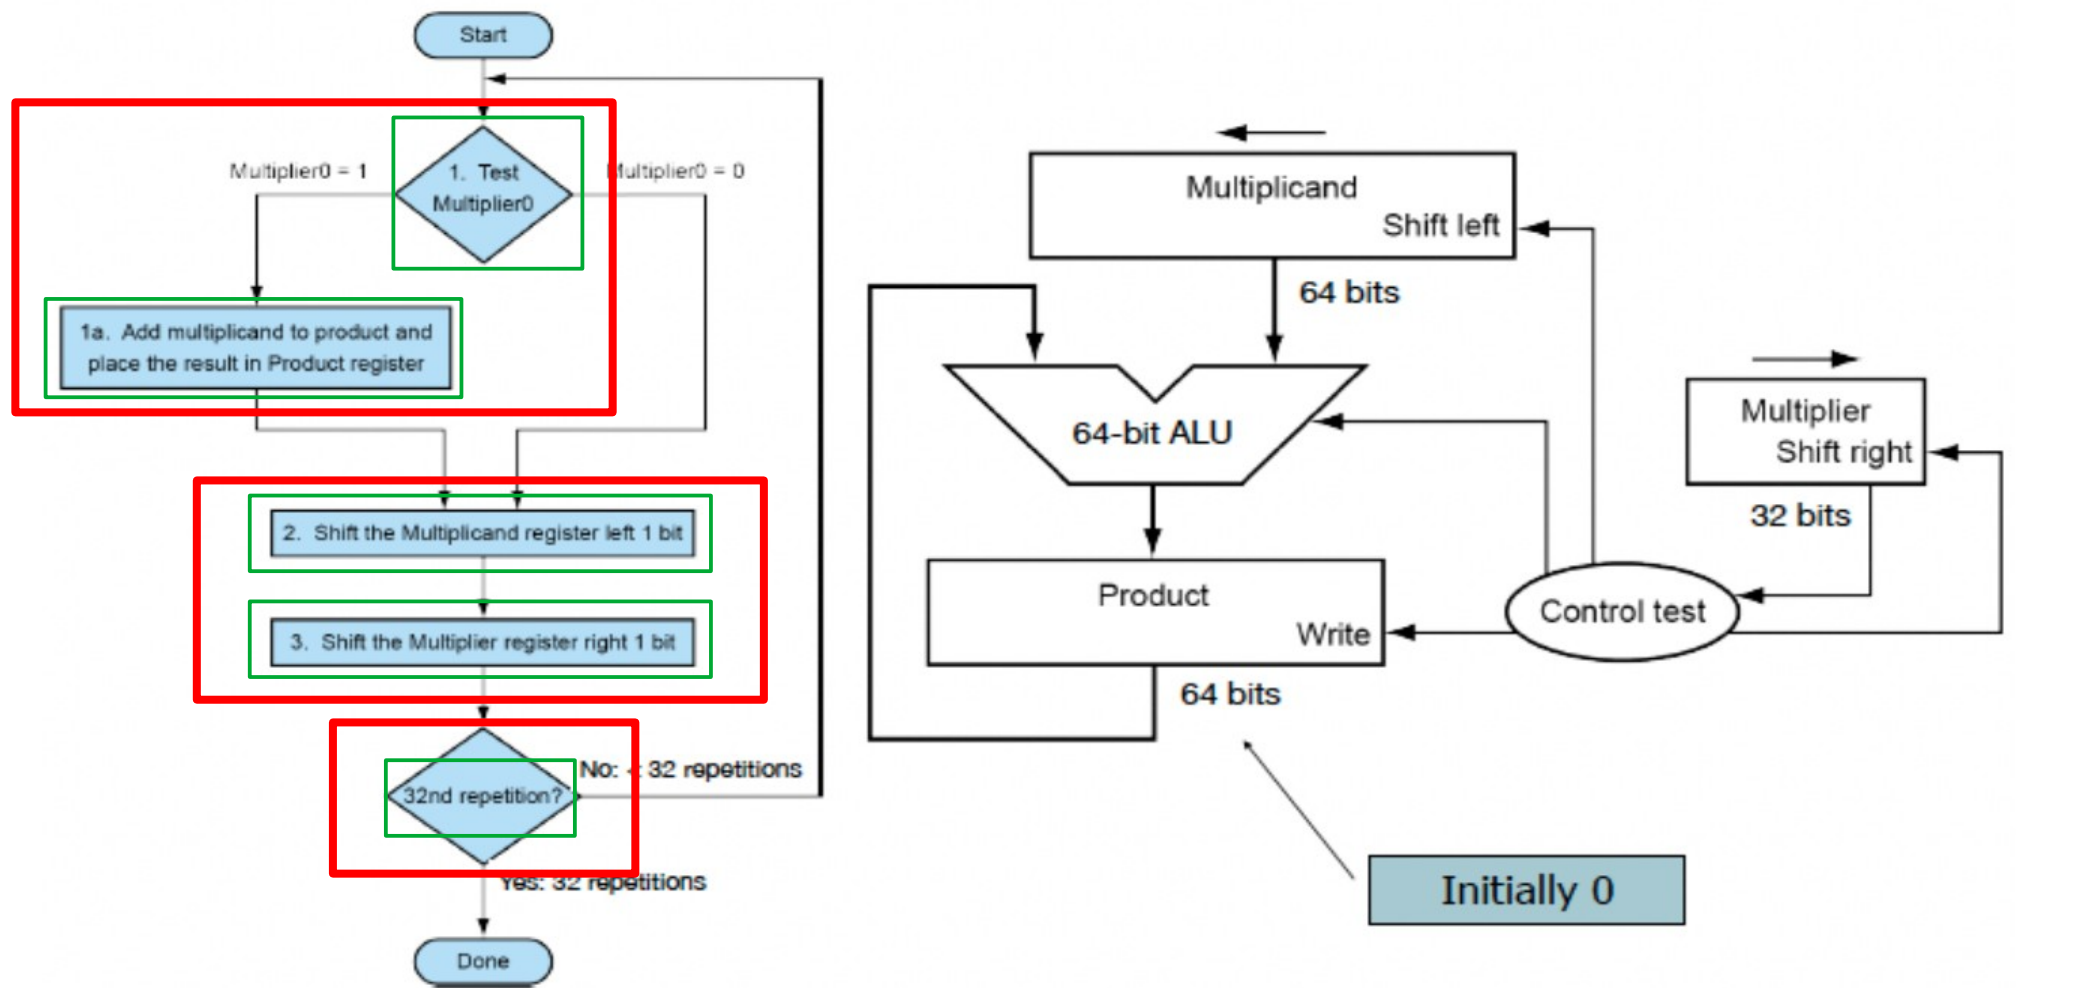 Start
Multiplier0 = 1
1. Test
Multiplier0
Multiplier0 = 0
1a. Add multiplicand to product and
place the result in Product register
2. Shift the Multiplicand register left 1 bit
3. Shift the Multiplier register right 1 bit
32nd repetition?
No: < 32 repetitions
Yes: 32 repetitions
Done
Multiplicand
Shift left
64 bits
64-bit ALU
Multiplier
Shift right
32 bits
Product
Write
64 bits
Control test
Initially 0